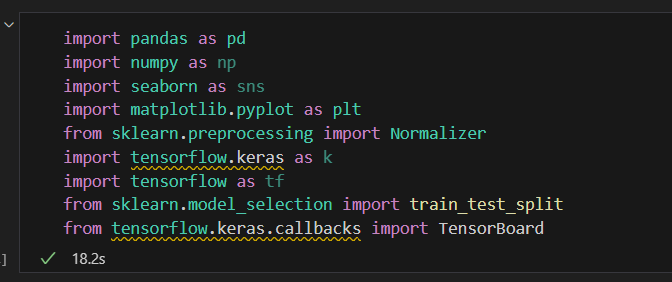 import pandas as pd
import numpy as np
import seaborn as sns
import matplotlib.pyplot as plt
from sklearn.preprocessing import Normalizer
import tensorflow.keras as k
import tensorflow as tf
from sklearn.model_selection import train_test_split
from tensorflow.keras.callbacks import TensorBoard
] 18.2s